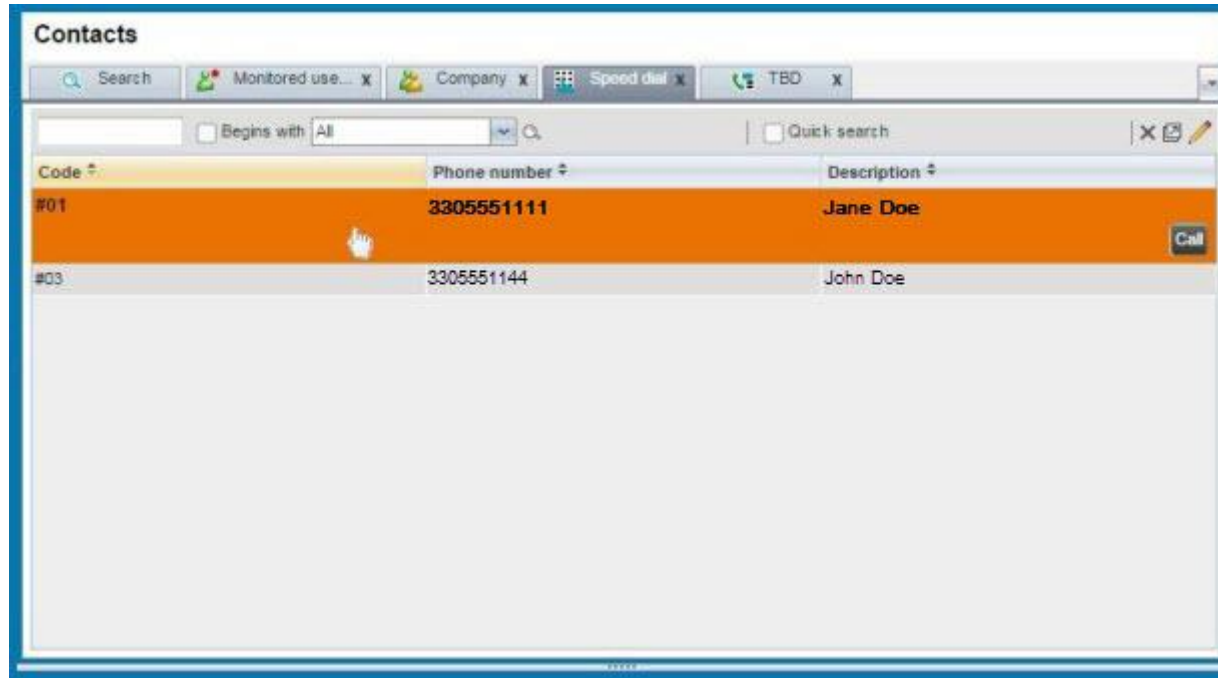 Contacts
Search Monitored use... x Company x Speed dial x TBD x
Begins with All Quick search
Code Phone number Description
#01 3305551111 Jane Doe
Call
#03 3305551144 John Doe